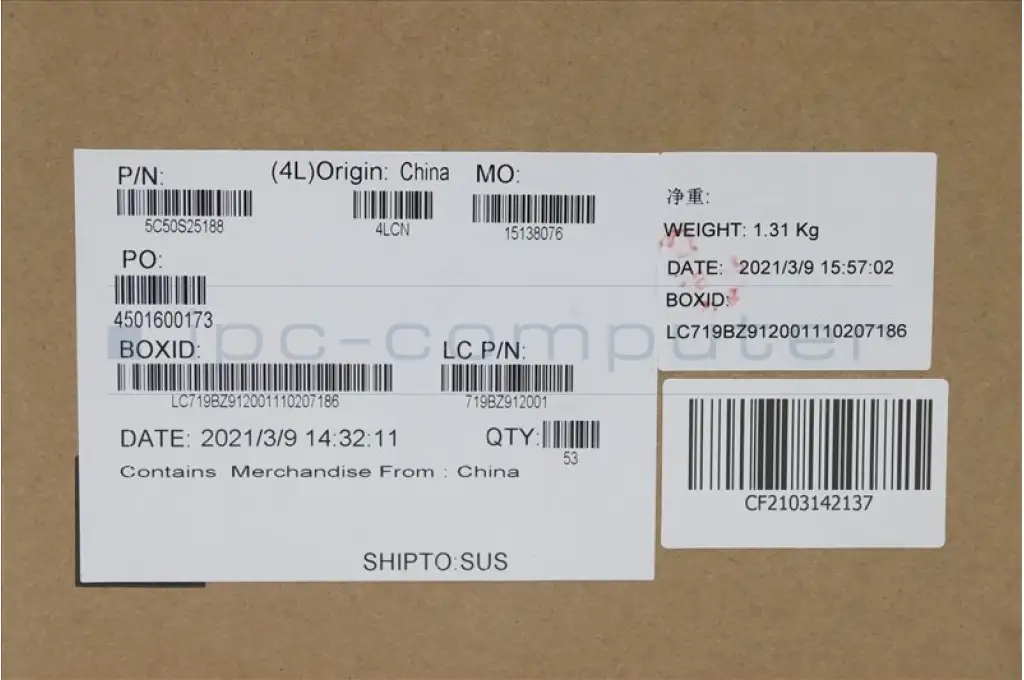 P/N: (4L)Origin: China MO:
5C50S25188 4LCN 15138076
PO:
4501600173
BOXID: LC P/N:
LC719BZ912001110207186 719BZ912001
DATE: 2021/3/9 14:32:11 QTY:
53
Contains Merchandise From : China
SHIPTO:SUS
净重:
WEIGHT: 1.31 Kg
DATE: 2021/3/9 15:57:02
BOXID:
LC719BZ912001110207186
CF2103142137
ipc-computer